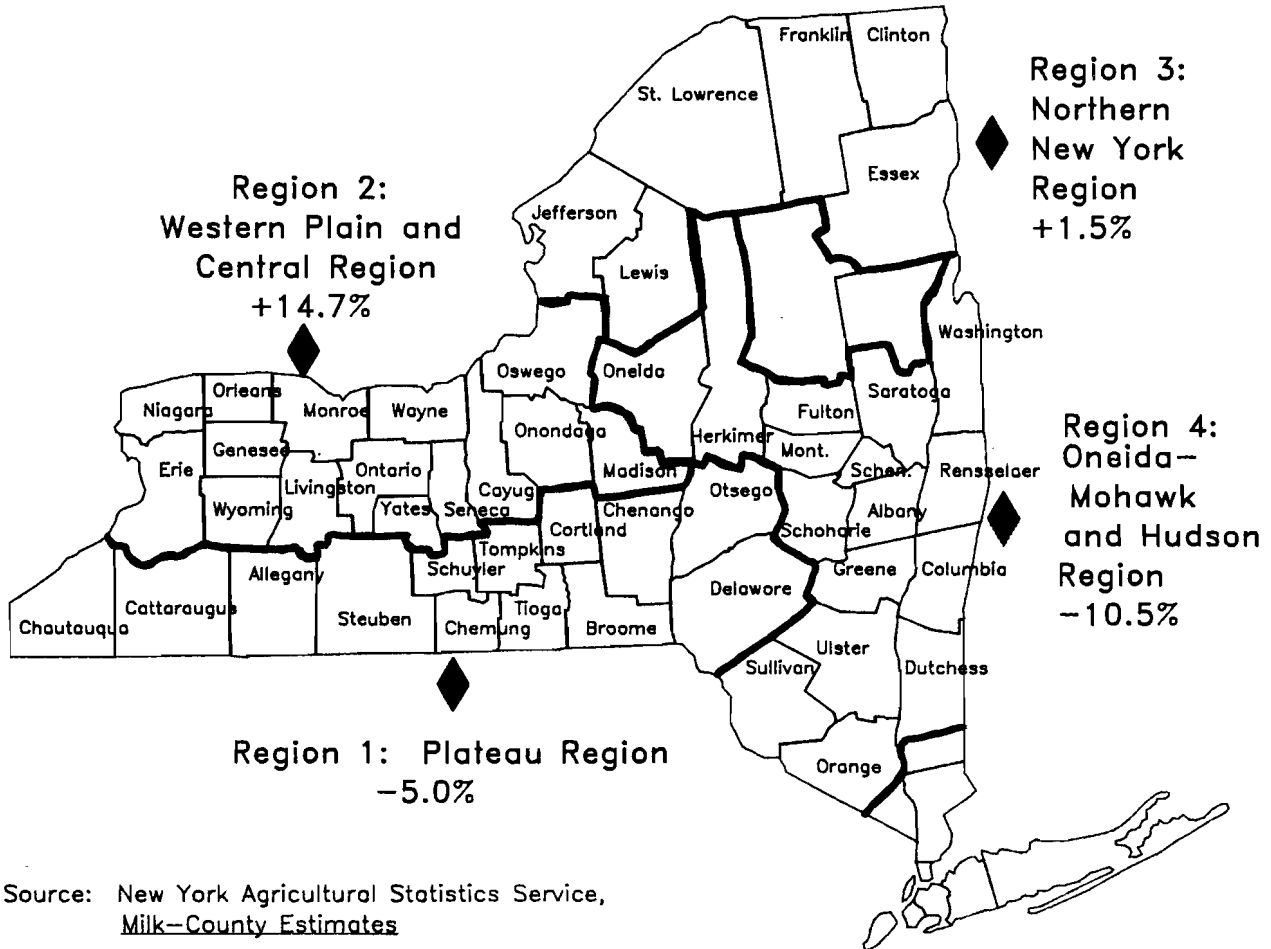 Franklin
Clinton
St. Lowrence
Region 3:
Northern
New York
Region
+1.5%
Essex
Region 2:
Western Plain and
Central Region
+14.7%
Jefferson
Lewis
Washington
Oswego
Oneida
Saratoga
Orleans
Niagara
Monroe
Wayne
Fulton
Onondaga
Herkimer
Mont.
Region 4:
Oneida-
Mohawk
and Hudson
Region
-10.5%
Genesee
Erie
Ontario
Madison
Schen.
Rensselaer
Livingston
Cayug
Otsego
Wyoming
Yates
Seneca
Chenango
Albany
Cortland
Schoharie
Tompkins
Allegany
Schuyler
Greene
Columbia
Cattaraugus
Delawore
Steuben
Tioga
Chautauqua
Chemung
Broome
Ulster
Sullivan
Dutchess
Region 1: Plateau Region
-5.0%
Orange
Source: New York Agricultural Statistics Service,
Milk-County Estimates